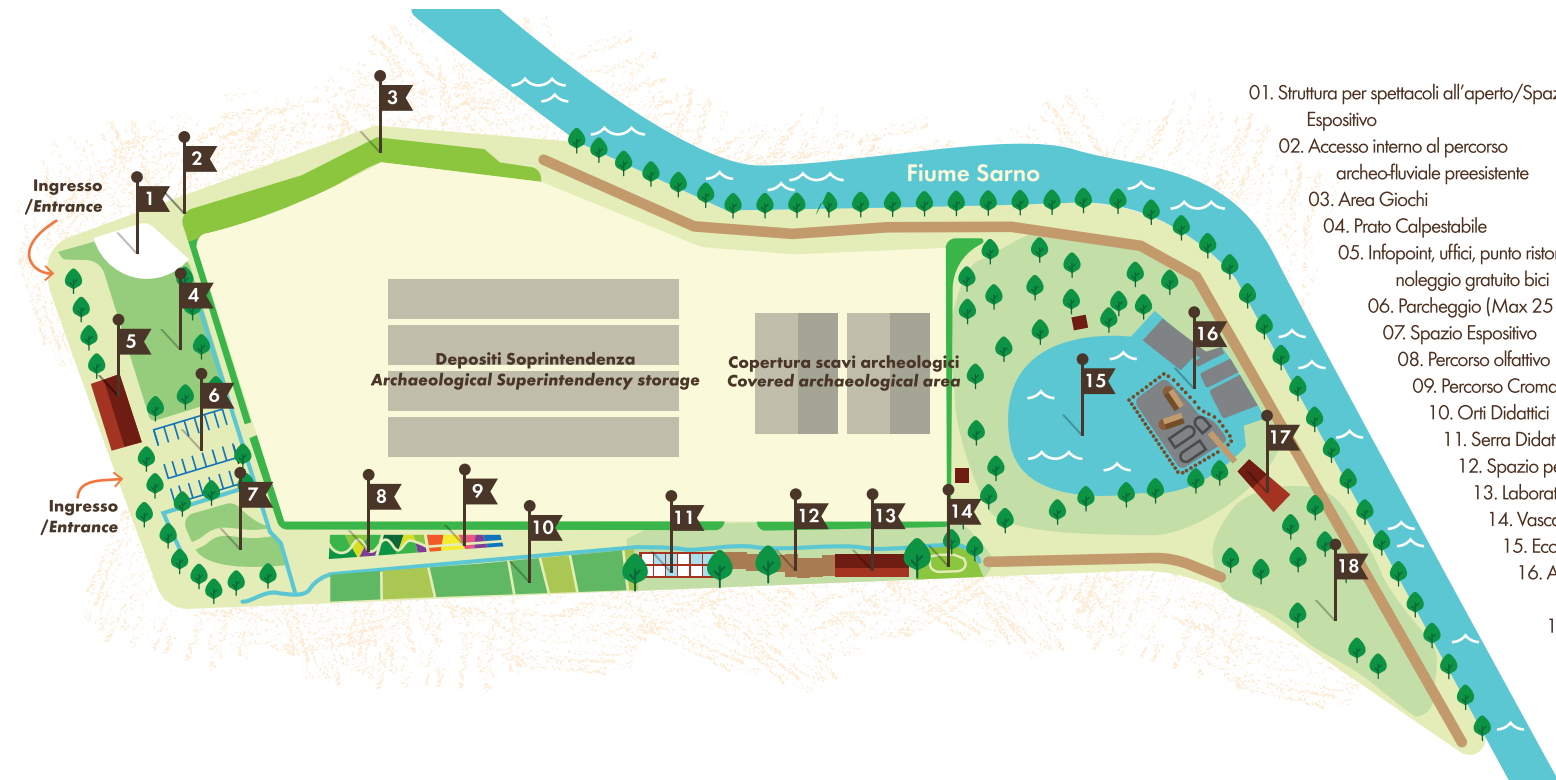 3
2
1
Ingresso
/Entrance
4
5
6
Ingresso
/Entrance
7
8
9
10
11
12
13
14
15
16
17
18
Fiume Sarno
Depositi Soprintendenza
Archaeological Superintendency storage
Copertura scavi archeologici
Covered archaeological area
01. Struttura per spettacoli all'aperto/Spaz
Espositivo
02. Accesso interno al percorso
archeo-fluviale preesistente
03. Area Giochi
04. Prato Calpestabile
05. Infopoint, uffici, punto ristor
noleggio gratuito bici
06. Parcheggio (Max 25
07. Spazio Espositivo
08. Percorso olfattivo
09. Percorso Croma
10. Orti Didattici
11. Serra Didat
12. Spazio pe
13. Laborat
14. Vasc
15. Eco
16. A
1